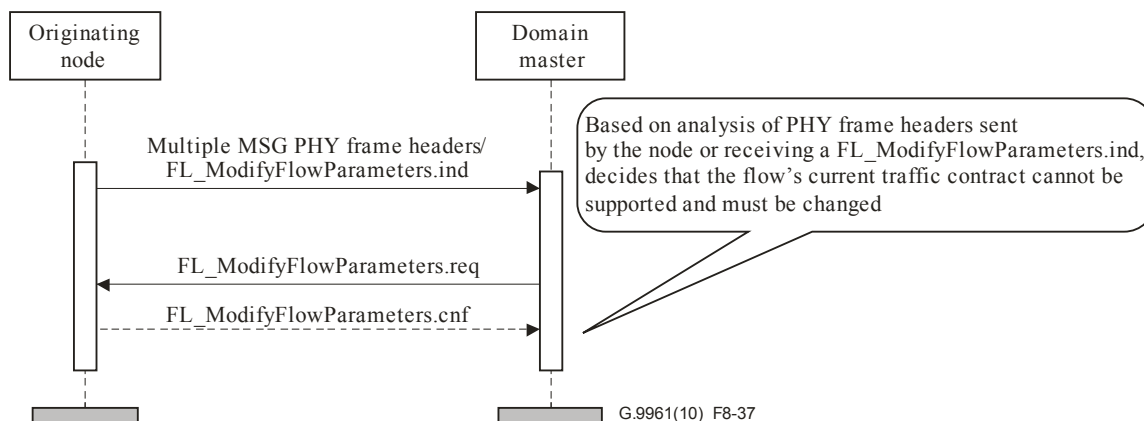 Originating
node
Domain
master
Multiple MSG PHY frame headers/
FL_ModifyFlowParameters.ind
Based on analysis of PHY frame headers sent
by the node or receiving a FL_ModifyFlowParameters.ind,
decides that the flow's current traffic contract cannot be
supported and must be changed
FL_ModifyFlowParameters.req
FL_ModifyFlowParameters.cnf
G.9961(10)_F8-37